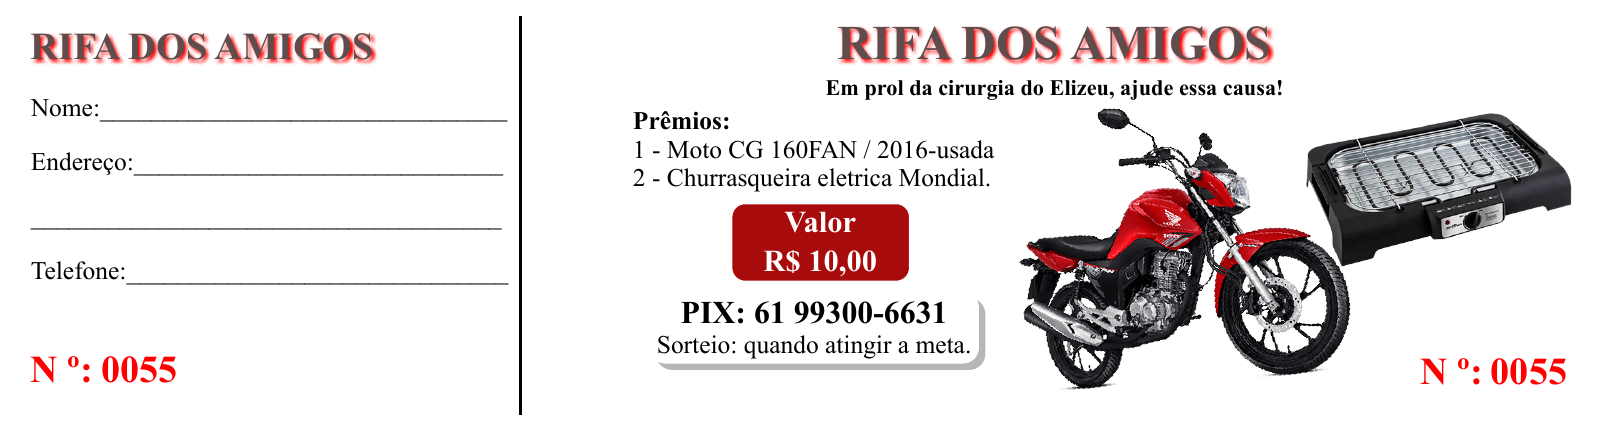 RIFA DOS AMIGOS
Nome:________________________________
Endereço:_____________________________
_____________________________________
Telefone:______________________________
N º: 0055
RIFA DOS AMIGOS
Em prol da cirurgia do Elizeu, ajude essa causa!
Prêmios:
1 - Moto CG 160FAN / 2016-usada
2 - Churrasqueira eletrica Mondial.
Valor
R$ 10,00
PIX: 61 99300-6631
Sorteio: quando atingir a meta.
N º: 0055